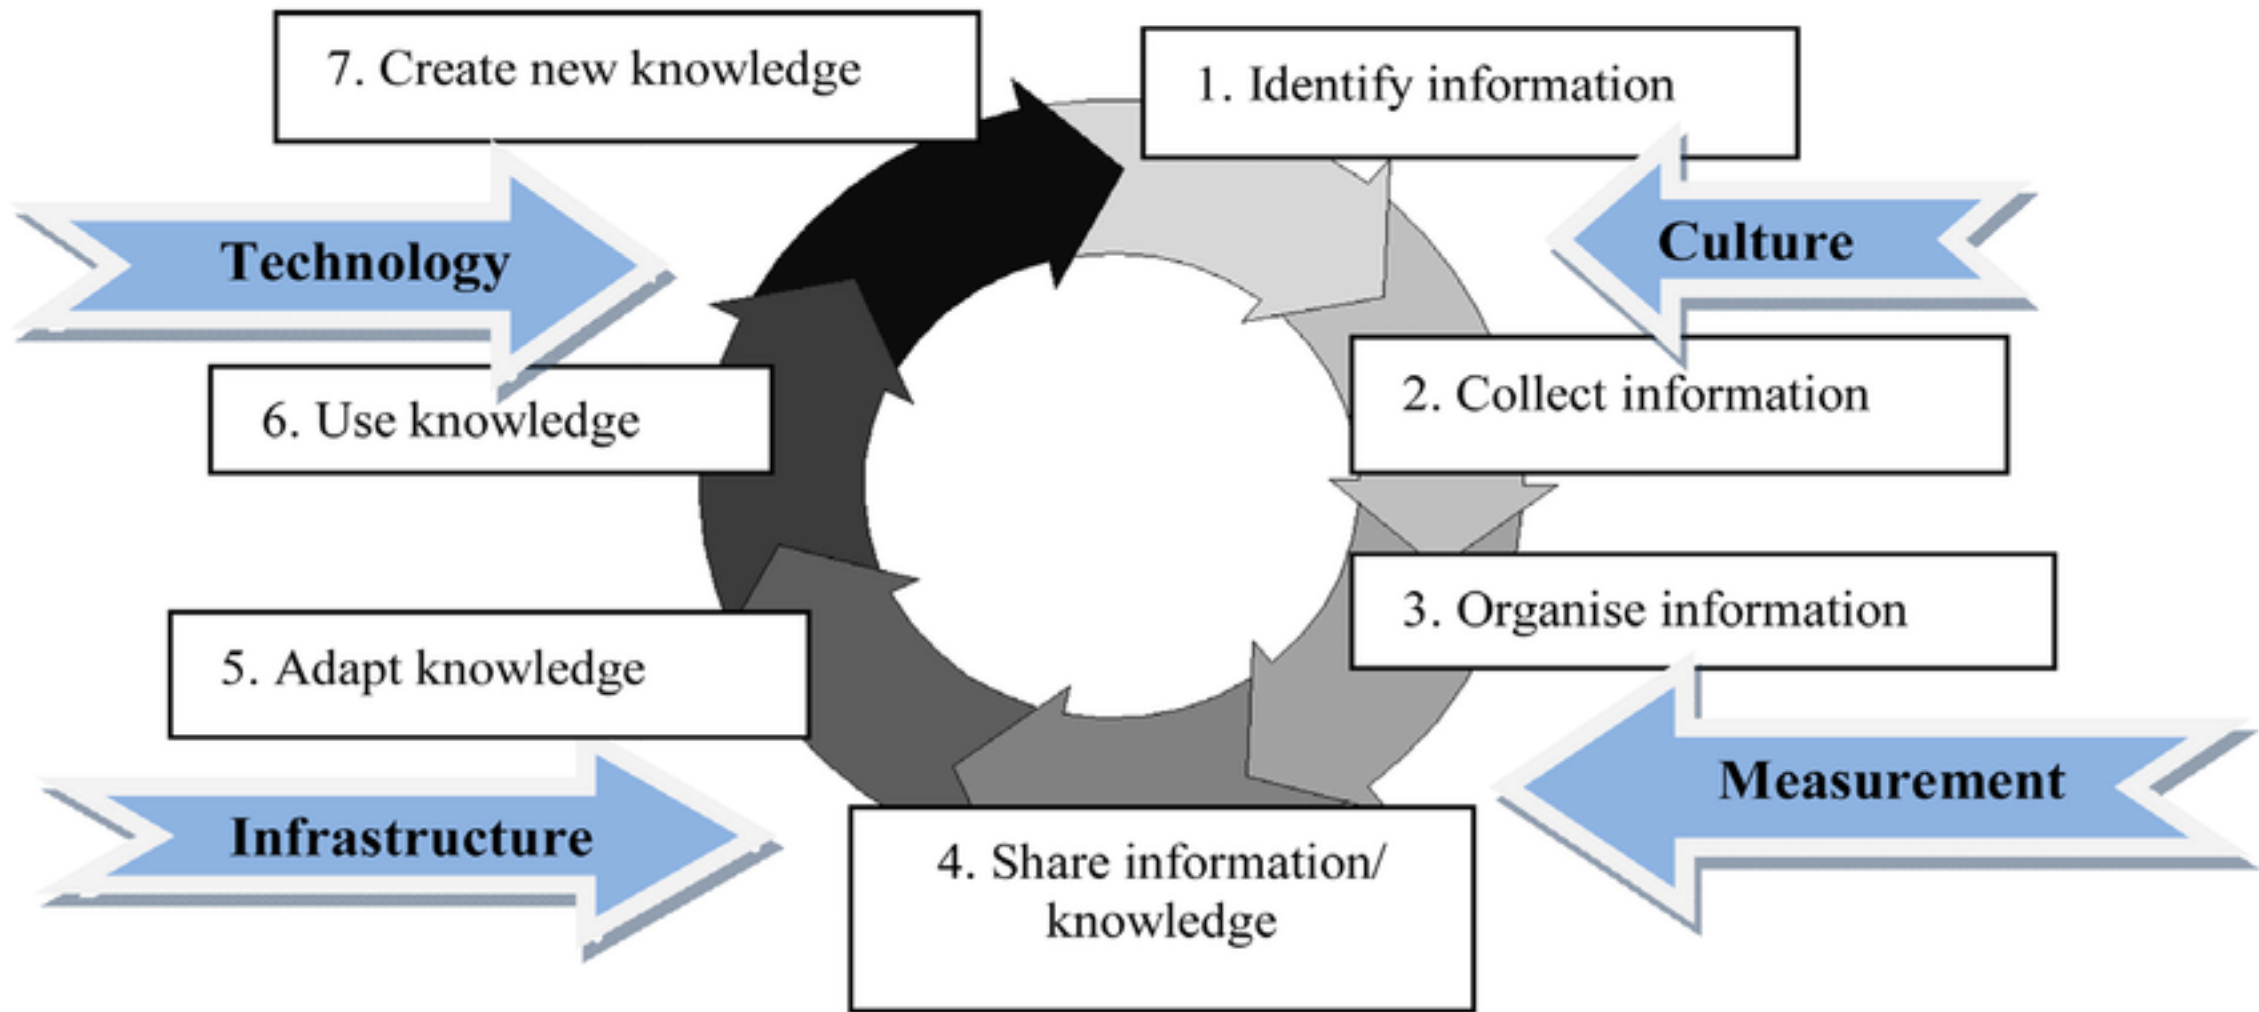 7. Create new knowledge
1. Identify information
Technology
Culture
6. Use knowledge
2. Collect information
5. Adapt knowledge
3. Organise information
Infrastructure
Measurement
4. Share information/
knowledge